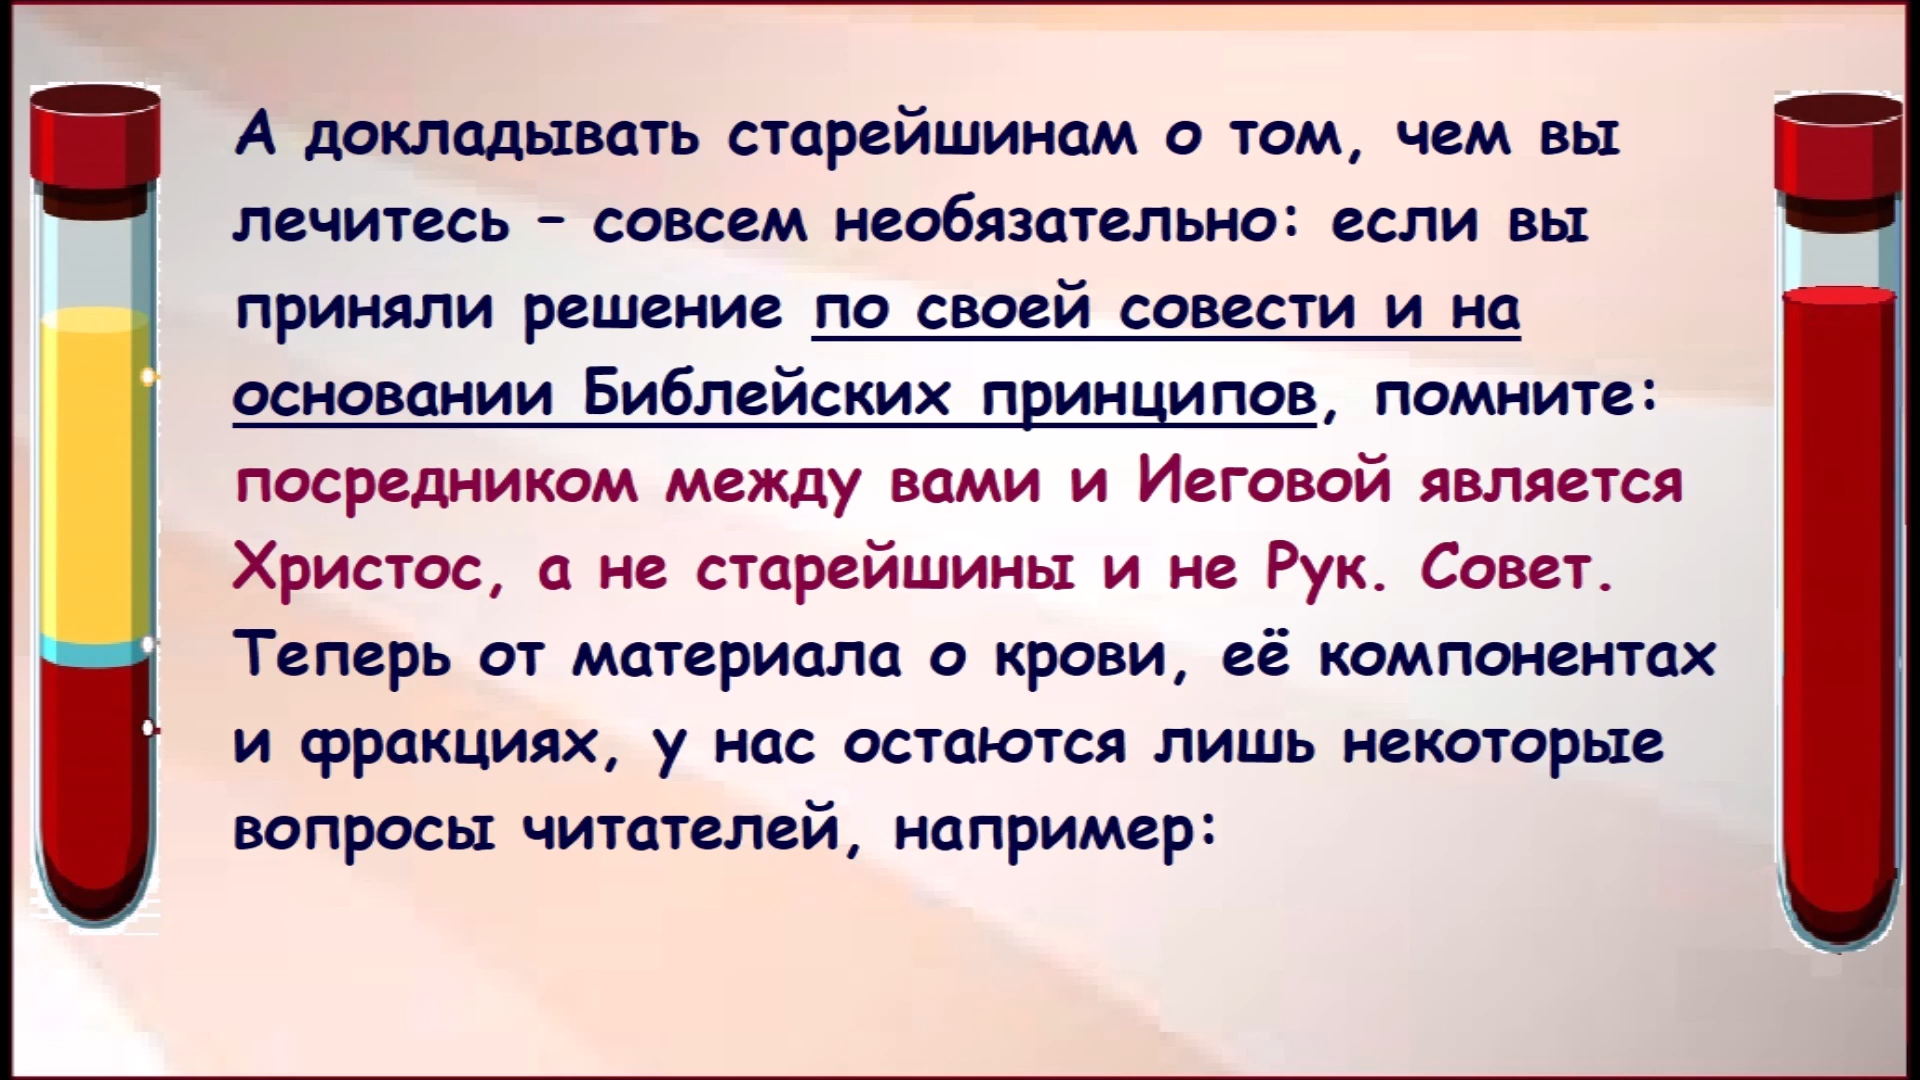 А докладывать старейшинам о том, чем вы
лечитесь – совсем необязательно: если вы
приняли решение по своей совести и на
основании Библейских принципов, помните:
посредником между вами и Иеговой является
Христос, а не старейшины и не Рук. Совет.
Теперь от материала о крови, её компонентах
и фракциях, у нас остаются лишь некоторые
вопросы читателей, например: